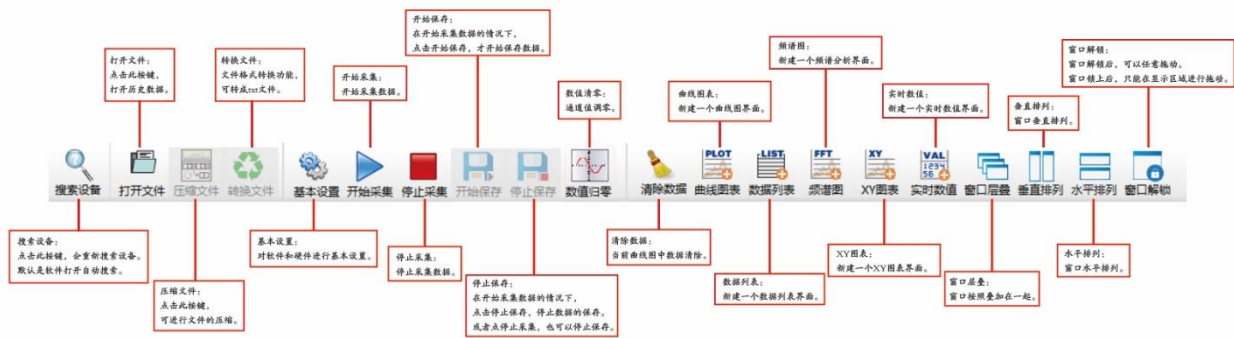 开始保存：
在开始采集数据的情况下，
点击开始保存，才开始保存数据。
打开文件：
点击此按键，
打开历史数据。
转换文件：
文件格式转换功能，
可转成txt文件。
开始采集：
开始采集数据。
数值清零：
通道值调零。
曲线图表：
新建一个曲线图界面。
频谱图：
新建一个频谱分析界面。
实时数值：
新建一个实时数值界面。
垂直排列：
窗口垂直排列。
窗口解锁：
窗口解锁后，可以任意拖动。
窗口锁上后，只能在显示区域进行拖动。
PLOT
LIST
FFT
XY
VAL
1234
56
搜索设备
打开文件
压缩文件
转换文件
基本设置
开始采集
停止采集
开始保存
停止保存
数值归零
清除数据
曲线图表
数据列表
频谱图
XY图表
实时数值
窗口层叠
垂直排列
水平排列
窗口解锁
搜索设备：
点击此按键，会重新搜索设备。
默认是软件打开自动搜索。
压缩文件：
点击此按键，
可进行文件的压缩。
基本设置：
对软件和硬件进行基本设置。
停止采集：
停止采集数据。
停止保存：
在开始采集数据的情况下，
点击停止保存，停止数据的保存。
或者点停止采集，也可以停止保存。
清除数据：
当前曲线图中数据清除。
数据列表：
新建一个数据列表界面。
XY图表：
新建一个XY图表界面。
窗口层叠：
窗口按照叠加在一起。
水平排列：
窗口水平排列。